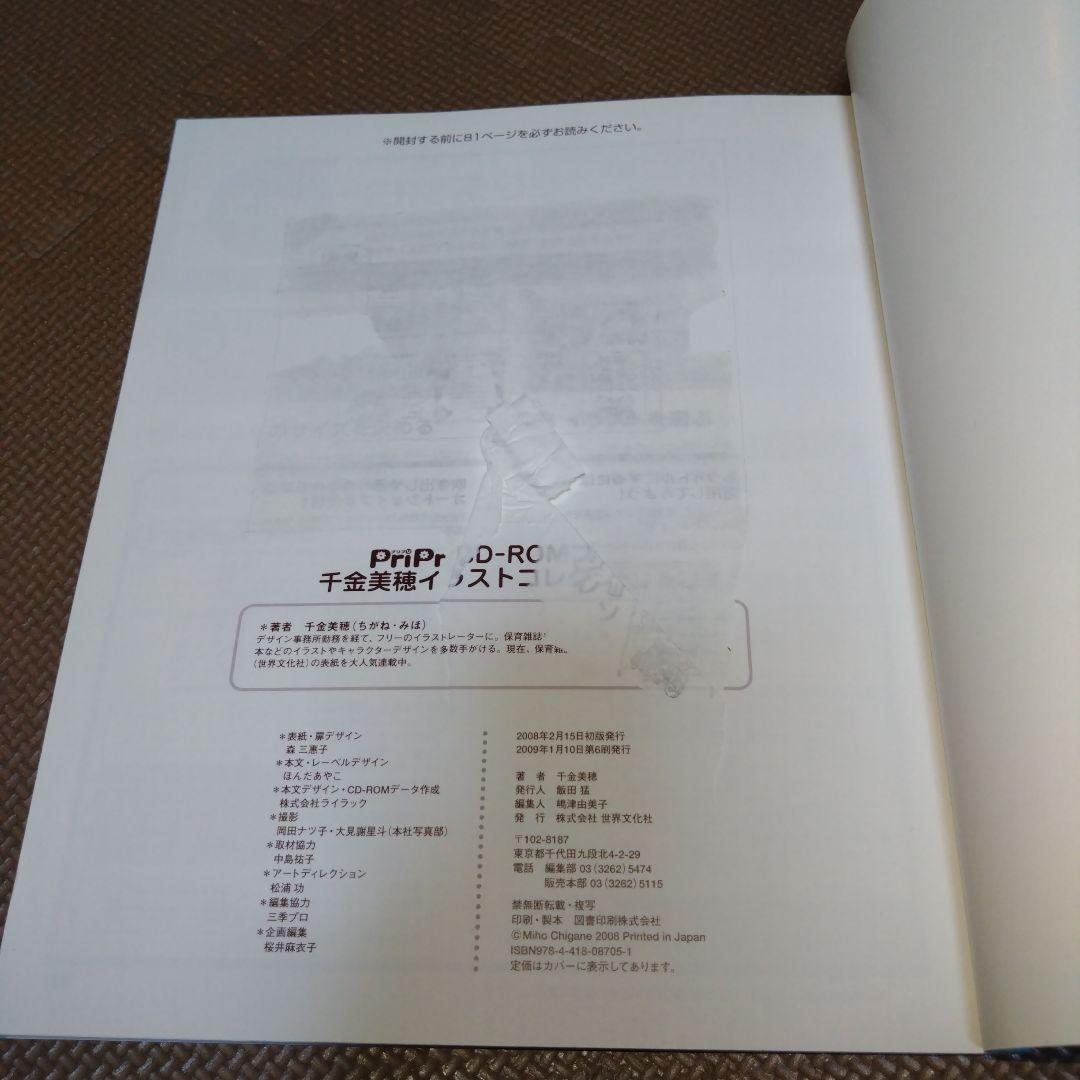 ※開封する前に81ページを必ずお読みください。
PriPr CD-ROM
千金美穂イラストコレ
＊著者　千金美穂(ちがね・みほ)
デザイン事務所勤務を経て、フリーのイラストレーターに。保育雑誌
本などのイラストやキャラクターデザインを多数手がける。現在、保育
(世界文化社)の表紙を大人気連載中。
＊表紙・扉デザイン
森 三恵子
＊本文・レーベルデザイン
ほんだあやこ
＊本文デザイン・CD-ROMデータ作成
株式会社ライラック
＊撮影
岡田ナツ子・大見謝星斗(本社写真部)
＊取材協力
中島祐子
＊アートディレクション
松浦 功
＊編集協力
三季プロ
＊企画編集
桜井麻衣子
2008年2月15日初版発行
2009年1月10日第6刷発行
著　者　千金美穂
発行人　飯田 猛
編集人　嶋津由美子
発　行　株式会社 世界文化社
〒102-8187
東京都千代田九段北4-2-29
電話　編集部 03(3262)5474
販売本部 03(3262)5115
禁無断転載・複写
印刷・製本　図書印刷株式会社
©Miho Chigane 2008 Printed in Japan
ISBN978-4-418-08705-1
定価はカバーに表示してあります。